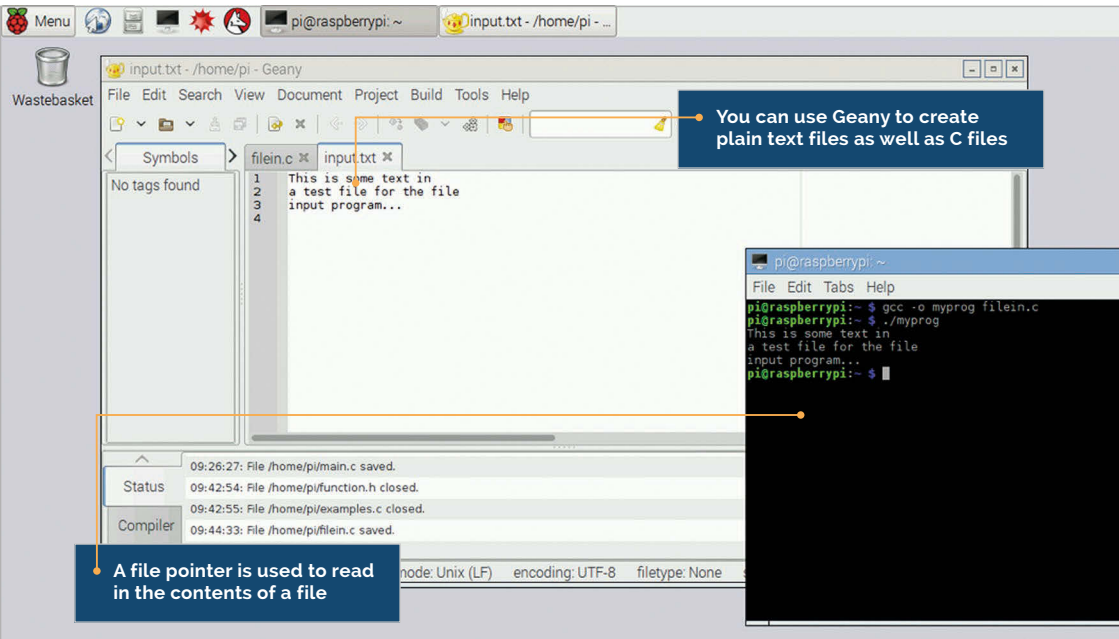 Menu
pi@raspberrypi: ~
input.txt - /home/pi - ...
Wastebasket
input.txt - /home/pi - Geany
File Edit Search View Document Project Build Tools Help
You can use Geany to create
plain text files as well as C files
Symbols
filein.c
input.txt
No tags found
1 This is some text in
2 a test file for the file
3 input program...
4
pi@raspberrypi: ~
File Edit Tabs Help
pi@raspberrypi:~ $ gcc -o myprog filein.c
pi@raspberrypi:~ $ ./myprog
This is some text in
a test file for the file
input program...
pi@raspberrypi:~ $
Status
Compiler
09:26:27: File /home/pi/main.c saved.
09:42:54: File /home/pi/function.h closed.
09:42:55: File /home/pi/examples.c closed.
09:44:33: File /home/pi/filein.c saved.
A file pointer is used to read
in the contents of a file
mode: Unix (LF) encoding: UTF-8 filetype: None